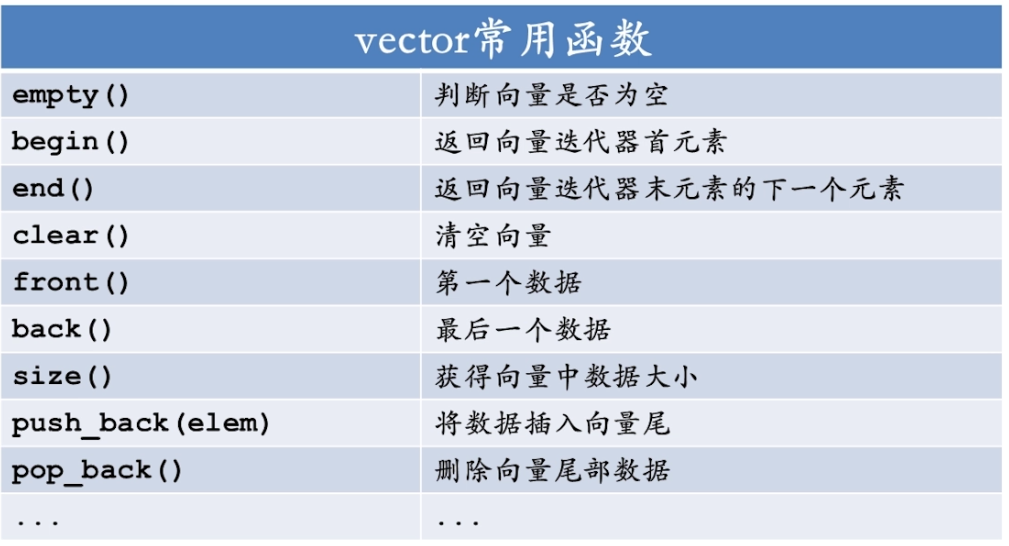 vector常用函数
empty() 判断向量是否为空
begin() 返回向量迭代器首元素
end() 返回向量迭代器末元素的下一个元素
clear() 清空向量
front() 第一个数据
back() 最后一个数据
size() 获得向量中数据大小
push_back(elem) 将数据插入向量尾
pop_back() 删除向量尾部数据
... ...